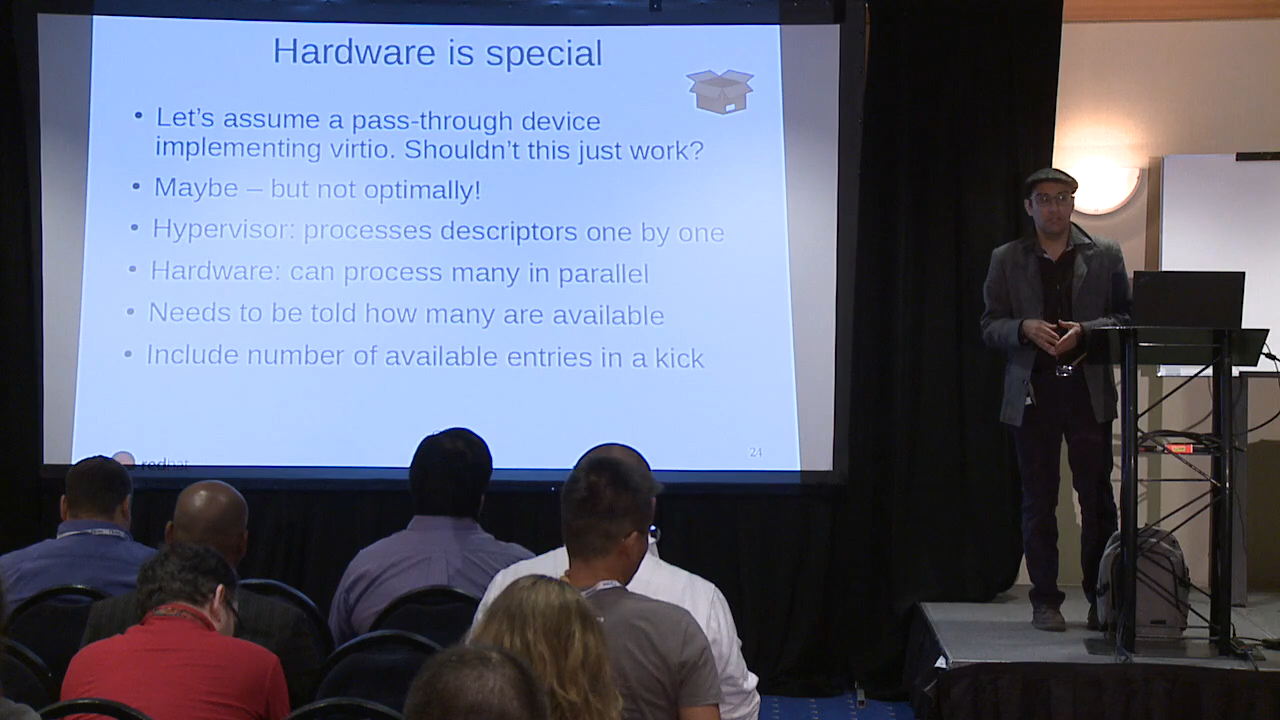 Hardware is special
• Let's assume a pass-through device
implementing virtio. Shouldn't this just work?
• Maybe – but not optimally!
• Hypervisor: processes descriptors one by one
• Hardware: can process many in parallel
• Needs to be told how many are available
• Include number of available entries in a kick
redhat
24